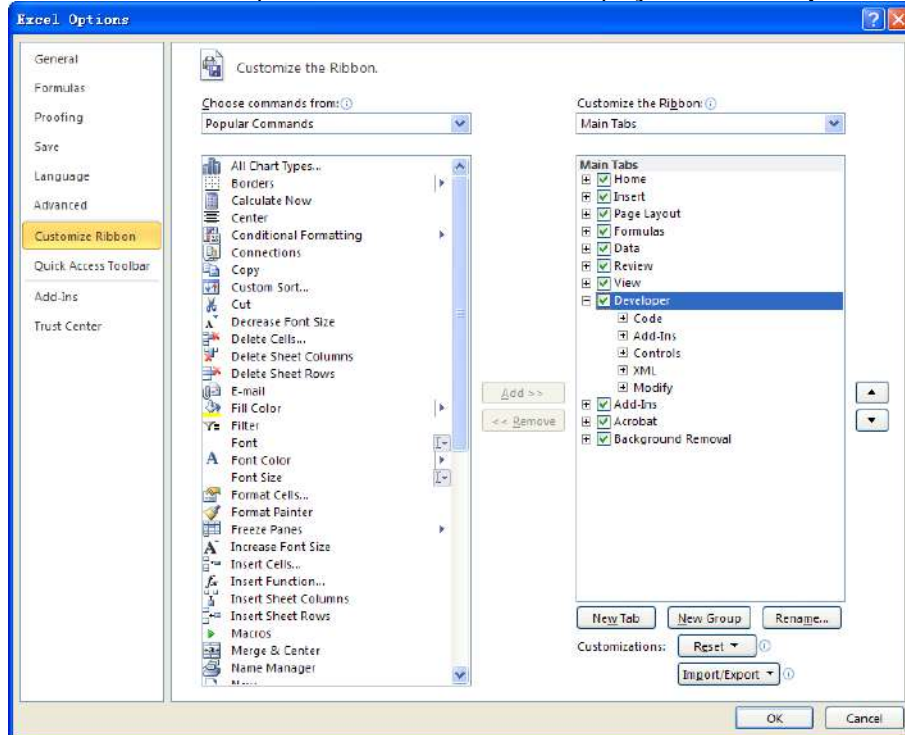 Excel Options
General
Formulas
Proofing
Save
Language
Advanced
Customize Ribbon
Quick Access Toolbar
Add-Ins
Trust Center
Customize the Ribbon.
Choose commands from:
Popular Commands
All Chart Types...
Borders
Calculate Now
Center
Conditional Formatting
Connections
Copy
Custom Sort...
Cut
Decrease Font Size
Delete Cells...
Delete Sheet Columns
Delete Sheet Rows
E-mail
Fill Color
Filter
Font
Font Color
Font Size
Format Cells...
Format Painter
Freeze Panes
Increase Font Size
Insert Cells...
Insert Function...
Insert Sheet Columns
Insert Sheet Rows
Macros
Merge & Center
Name Manager
Add >>
<< Remove
Customize the Ribbon:
Main Tabs
Main Tabs
Home
Insert
Page Layout
Formulas
Data
Review
View
Developer
Code
Add-Ins
Controls
XML
Modify
Add-Ins
Acrobat
Background Removal
New Tab
New Group
Rename...
Customizations:
Reset
Import/Export
OK
Cancel